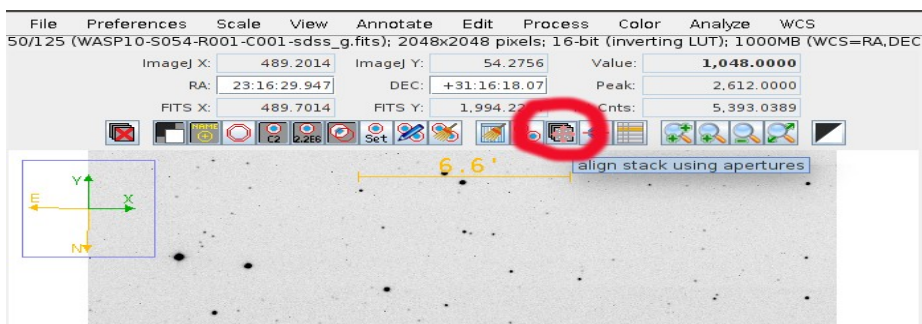 File Preferences Scale View Annotate Edit Process Color Analyze WCS
50/125 (WASP10-S054-R001-C001-sdss_g.fits); 2048x2048 pixels; 16-bit (inverting LUT); 1000MB (WCS=RA,DEC
ImageJ X: 489.2014 ImageJ Y: 54.2756 Value: 1,048.0000
RA: 23:16:29.947 DEC: +31:16:18.07 Peak: 2,612.0000
FITS X: 489.7014 FITS Y: Cnts: 5,393.0389
NAME C2 2.2E6 Set
6.6' align stack using apertures
Y
E X
N